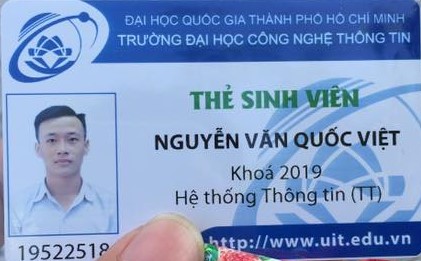 ĐẠI HỌC QUỐC GIA THÀNH PHỐ HỒ CHÍ MINH
TRƯỜNG ĐẠI HỌC CÔNG NGHỆ THÔNG TIN
THẺ SINH VIÊN
NGUYỄN VĂN QUỐC VIỆT
Khoá 2019
Hệ thống Thông tin (TT)
19522518
http://www.uit.edu.vn